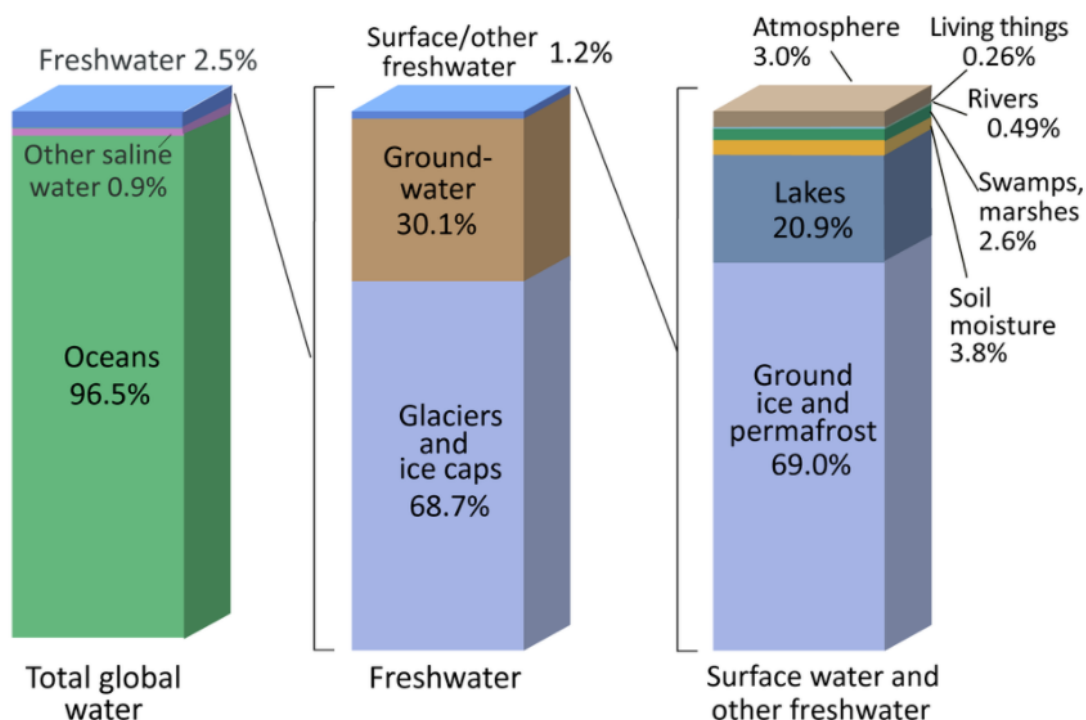 Freshwater 2.5%
Other saline
water 0.9%
Oceans
96.5%
Total global
water
Surface/other
freshwater
1.2%
Ground-
water
30.1%
Glaciers
and
ice caps
68.7%
Freshwater
Atmosphere
3.0%
Living things
0.26%
Rivers
0.49%
Swamps,
marshes
2.6%
Soil
moisture
3.8%
Lakes
20.9%
Ground
ice and
permafrost
69.0%
Surface water and
other freshwater